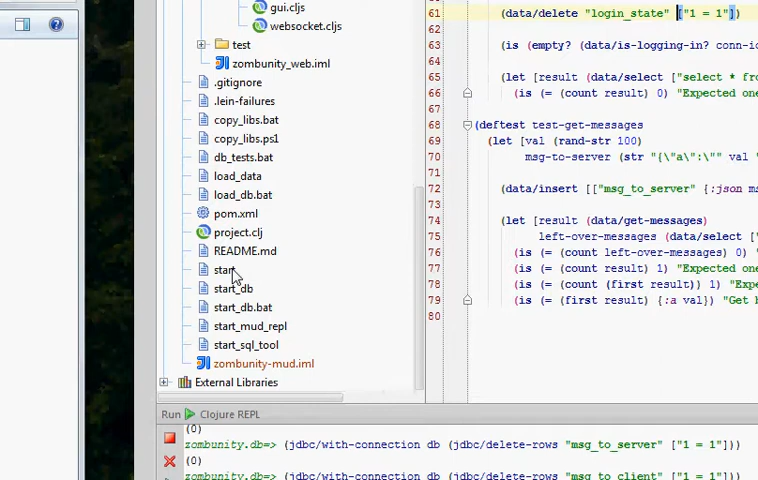 gui.cljs
websocket.cljs
test
zombunity_web.iml
.gitignore
.lein-failures
copy_libs.bat
copy_libs.ps1
db_tests.bat
load_data
load_db.bat
pom.xml
project.clj
README.md
start
start_db
start_db.bat
start_mud_repl
start_sql_tool
zombunity-mud.iml
External Libraries
61 (data/delete "login_state" ["1 = 1"])
62
63 (is (empty? (data/is-logging-in? conn-i
64
65 (let [result (data/select ["select * fro
66 (is (= (count result) 0) "Expected one
67
68 (deftest test-get-messages
69 (let [val (rand-str 100)
70 msg-to-server (str "{\"a\":\"" val "
71
72 (data/insert [["msg_to_server" {:json ms
73
74 (let [result (data/get-messages)
75 left-over-messages (data/select [
76 (is (= (count left-over-messages) 0)
77 (is (= (count result) 1) "Expected one
78 (is (= (count (first result)) 1) "Expe
79 (is (= (first result) {:a val}) "Get b
80
Run Clojure REPL
(0)
zombunity.db=> (jdbc/with-connection db (jdbc/delete-rows "msg_to_server" ["1 = 1"]))
(0)
zombunity.db=> (jdbc/with-connection db (jdbc/delete-rows "msg_to_client" ["1 = 1"]))